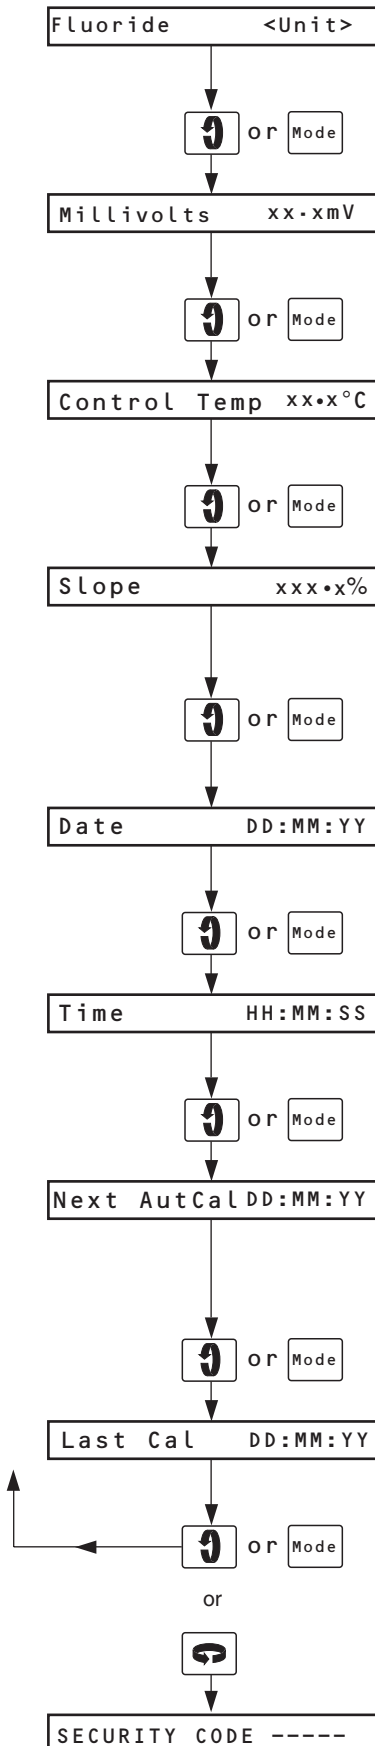 Fluoride <Unit>
or Mode
Millivolts xx.xmV
or Mode
Control Temp xx•x°C
or Mode
Slope xxx•x%
or Mode
Date DD:MM:YY
or Mode
Time HH:MM:SS
or Mode
Next AutCal DD:MM:YY
or Mode
Last Cal DD:MM:YY
or Mode
or
SECURITY CODE -----